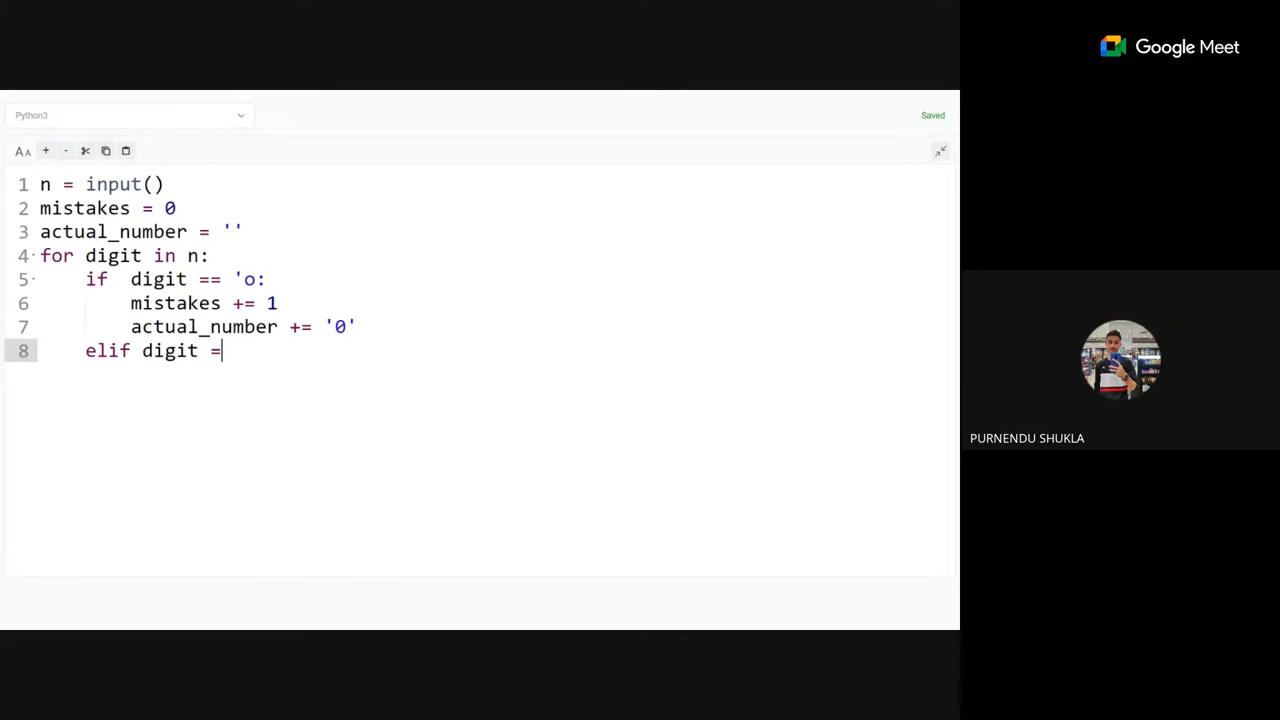 Google Meet
Python3
Saved
AA + -
1 n = input()
2 mistakes = 0
3 actual_number = ''
4 for digit in n:
5 if  digit == 'o:
6 mistakes += 1
7 actual_number += '0'
8 elif digit =
PURNENDU SHUKLA